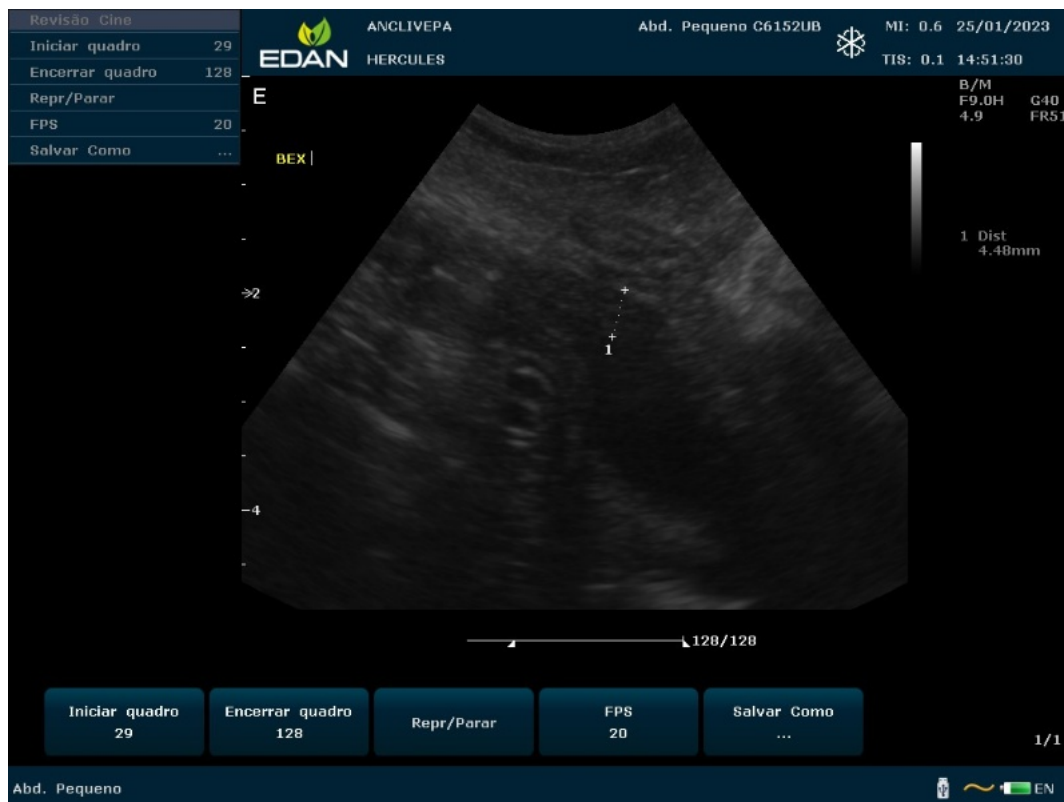 Revisão Cine
Iniciar quadro 29
Encerrar quadro 128
Repr/Parar
FPS 20
Salvar Como ...
EDAN
ANCLIVEPA
HERCULES
Abd. Pequeno C6152UB
MI: 0.6 25/01/2023
TIS: 0.1 14:51:30
B/M
F9.0H G40
4.9 FR51
E
BEX|
1 Dist
4.48mm
2
1
4
128/128
Iniciar quadro
29
Encerrar quadro
128
Repr/Parar
FPS
20
Salvar Como
...
1/1
Abd. Pequeno
EN